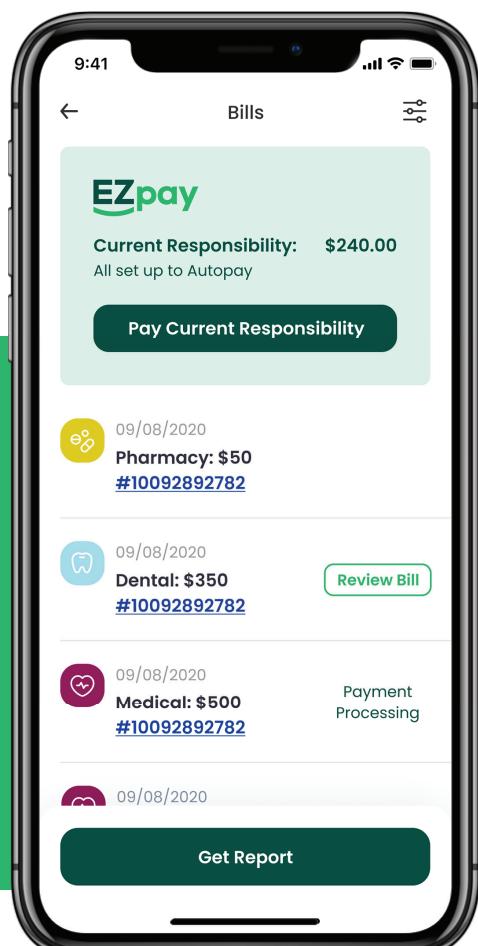 9:41
Bills
EZpay
Current Responsibility: $240.00
All set up to Autopay
Pay Current Responsibility
09/08/2020
Pharmacy: $50
#10092892782
09/08/2020
Dental: $350
#10092892782
Review Bill
09/08/2020
Medical: $500
#10092892782
Payment
Processing
09/08/2020
Get Report